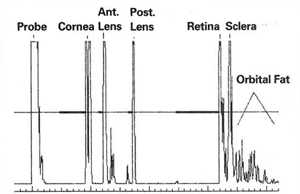 Ant. Post.
Probe Cornea Lens Lens Retina Sclera
Orbital Fat